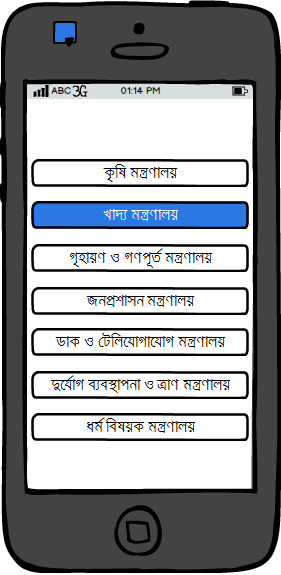 ABC 3G 01:14 PM
কৃষি মন্ত্রণালয়
খাদ্য মন্ত্রণালয়
গৃহায়ণ ও গণপূর্ত মন্ত্রণালয়
জনপ্রশাসন মন্ত্রণালয়
ডাক ও টেলিযোগাযোগ মন্ত্রণালয়
দুর্যোগ ব্যবস্থাপনা ও ত্রাণ মন্ত্রণালয়
ধর্ম বিষয়ক মন্ত্রণালয়